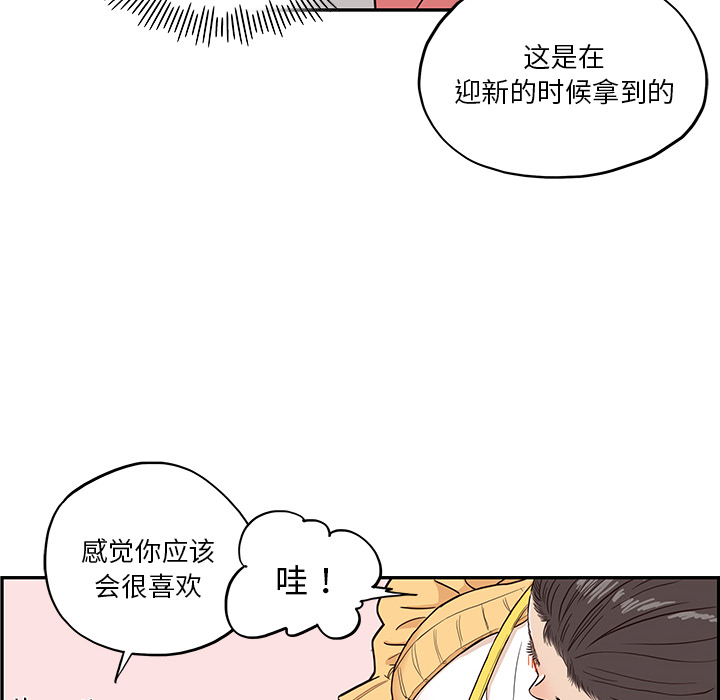 这是在
迎新的时候拿到的
感觉你应该
会很喜欢
哇！